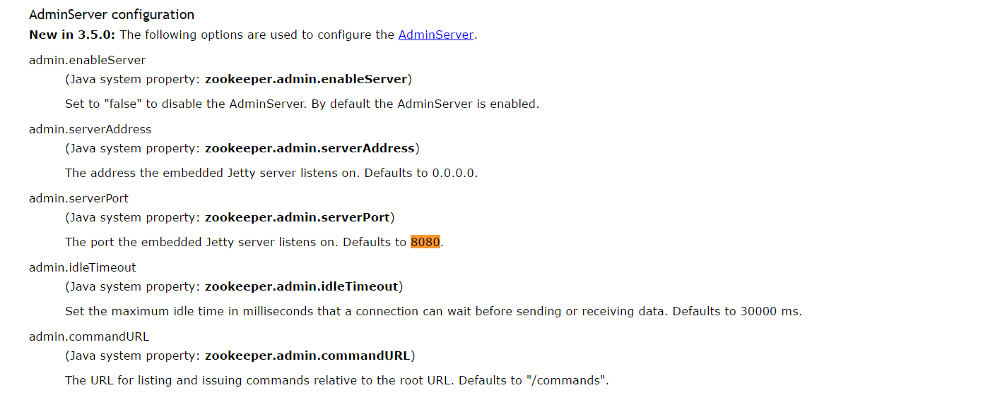 AdminServer configuration
New in 3.5.0: The following options are used to configure the AdminServer.
admin.enableServer
(Java system property: zookeeper.admin.enableServer)
Set to "false" to disable the AdminServer. By default the AdminServer is enabled.
admin.serverAddress
(Java system property: zookeeper.admin.serverAddress)
The address the embedded Jetty server listens on. Defaults to 0.0.0.0.
admin.serverPort
(Java system property: zookeeper.admin.serverPort)
The port the embedded Jetty server listens on. Defaults to 8080.
admin.idleTimeout
(Java system property: zookeeper.admin.idleTimeout)
Set the maximum idle time in milliseconds that a connection can wait before sending or receiving data. Defaults to 30000 ms.
admin.commandURL
(Java system property: zookeeper.admin.commandURL)
The URL for listing and issuing commands relative to the root URL. Defaults to "/commands".